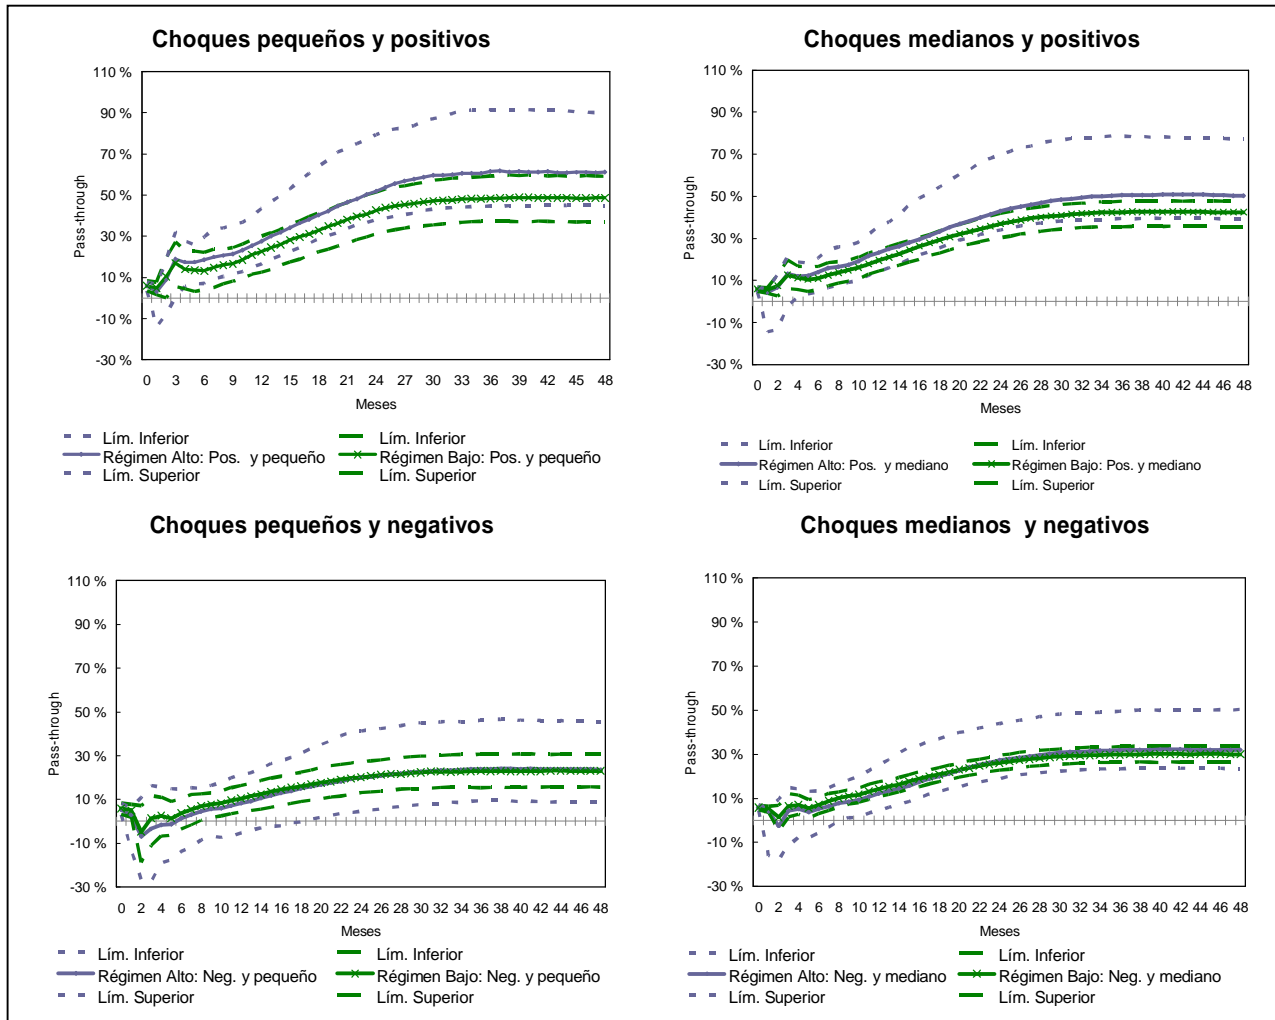 Choques pequeños y positivos
110 %
90 %
70 %
50 %
30 %
10 %
-10 %
-30 %
Pass-through
0 3 6 9 12 15 18 21 24 27 30 33 36 39 42 45 48
Meses
Lím. Inferior Lím. Inferior
Régimen Alto: Pos. y pequeño Régimen Bajo: Pos. y pequeño
Lím. Superior Lím. Superior
Choques medianos y positivos
110 %
90 %
70 %
50 %
30 %
10 %
-10 %
-30 %
Pass-through
0 2 4 6 8 10 12 14 16 18 20 22 24 26 28 30 32 34 36 38 40 42 44 46 48
Meses
Lím. Inferior Lím. Inferior
Régimen Alto: Pos. y mediano Régimen Bajo: Pos. y mediano
Lím. Superior Lím. Superior
Choques pequeños y negativos
110 %
90 %
70 %
50 %
30 %
10 %
-10 %
-30 %
Pass-through
0 2 4 6 8 10 12 14 16 18 20 22 24 26 28 30 32 34 36 38 40 42 44 46 48
Meses
Lím. Inferior Lím. Inferior
Régimen Alto: Neg. y pequeño Régimen Bajo: Neg. y pequeño
Lím. Superior Lím. Superior
Choques medianos y negativos
110 %
90 %
70 %
50 %
30 %
10 %
-10 %
-30 %
Pass-through
0 2 4 6 8 10 12 14 16 18 20 22 24 26 28 30 32 34 36 38 40 42 44 46 48
Meses
Lím. Inferior Lím. Inferior
Régimen Alto: Neg. y mediano Régimen Bajo: Neg. y mediano
Lím. Superior Lím. Superior